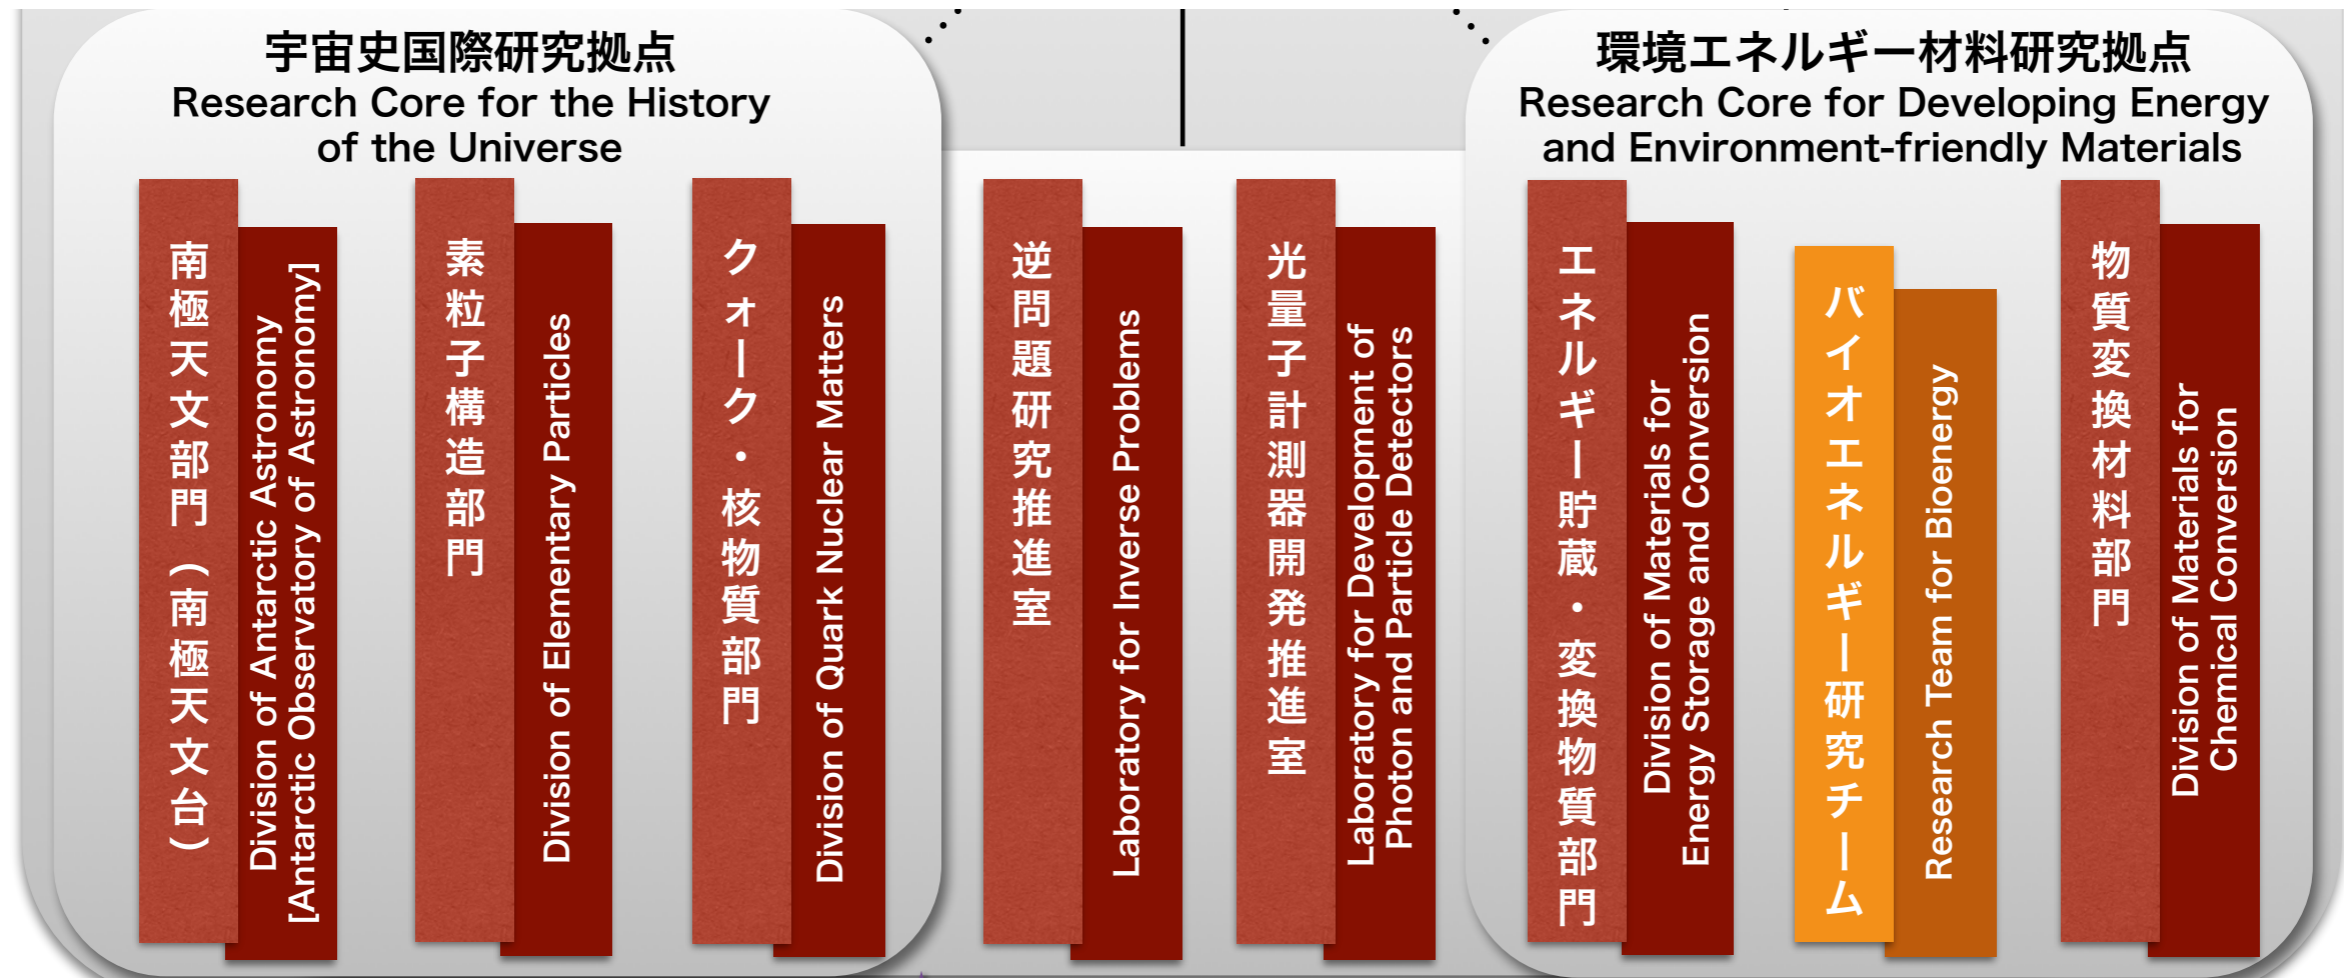 宇宙史国際研究拠点
Research Core for the History
of the Universe
南極天文部門（南極天文台）
Division of Antarctic Astronomy
[Antarctic Observatory of Astronomy]
素粒子構造部門
Division of Elementary Particles
クォーク・核物質部門
Division of Quark Nuclear Matters
逆問題研究推進室
Laboratory for Inverse Problems
光量子計測器開発推進室
Laboratory for Development of
Photon and Particle Detectors
環境エネルギー材料研究拠点
Research Core for Developing Energy
and Environment-friendly Materials
エネルギー貯蔵・変換物質部門
Division of Materials for
Energy Storage and Conversion
バイオエネルギー研究チーム
Research Team for Bioenergy
物質変換材料部門
Division of Materials for
Chemical Conversion